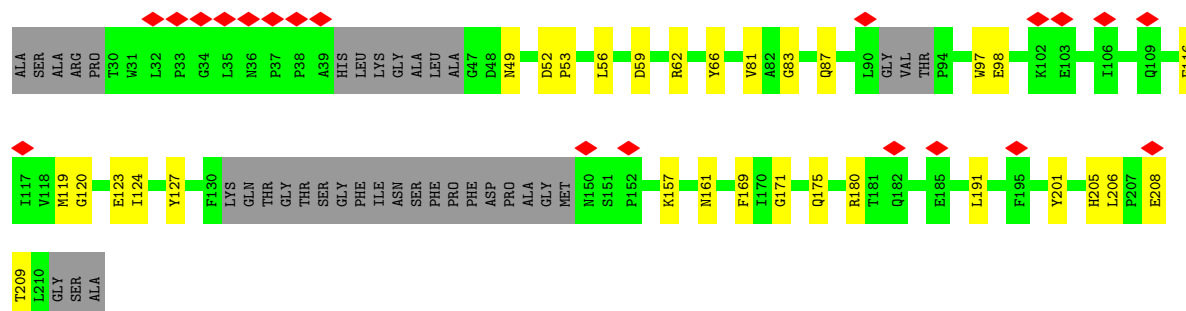 ALA SER ALA ARG PRO T30 W31 L32 P33 G34 L35 N36 P37 P38 A39 HIS LEU LYS GLY ALA LEU ALA G47 D48 N49 D52 P53 L56 D59 R62 Y66 V81 A82 G83 Q87 L90 GLY VAL THR P94 W97 E98 K102 E103 I106 Q109
I117 V118 M119 G120 E123 I124 Y127 F130 LYS GLN THR GLY THR SER GLY PHE ILE ASN SER PHE PRO PHE ASP PRO ALA GLY MET N150 S151 P152 K157 N161 F169 I170 G171 Q175 R180 T181 Q182 E185 L191 F195 Y201 H205 L206 P207 E208
T209 L210 GLY SER ALA